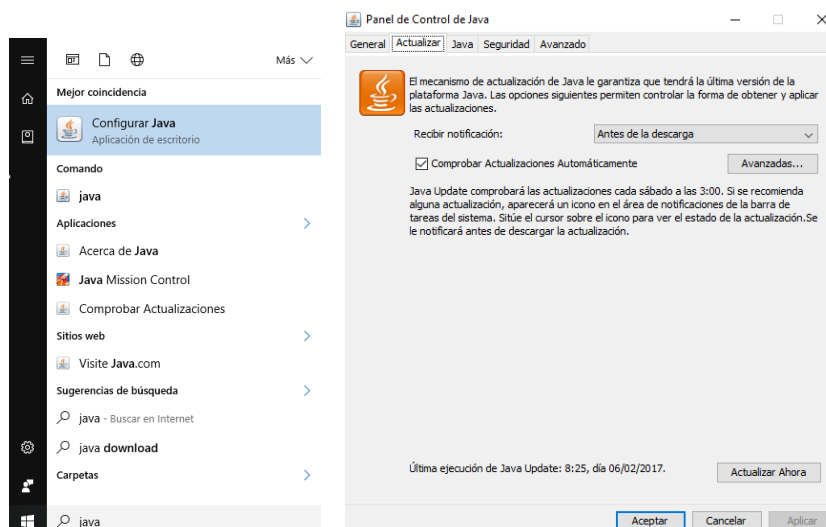 Más
Mejor coincidencia
Configurar Java
Aplicación de escritorio
Comando
java
Aplicaciones
Acerca de Java
Java Mission Control
Comprobar Actualizaciones
Sitios web
Visite Java.com
Sugerencias de búsqueda
java - Buscar en Internet
java download
Carpetas
java
Panel de Control de Java
General Actualizar Java Seguridad Avanzado
El mecanismo de actualización de Java le garantiza que tendrá la última versión de la
plataforma Java. Las opciones siguientes permiten controlar la forma de obtener y aplicar
las actualizaciones.
Recibir notificación: Antes de la descarga
Comprobar Actualizaciones Automáticamente Avanzadas...
Java Update comprobará las actualizaciones cada sábado a las 3:00. Si se recomienda
alguna actualización, aparecerá un icono en el área de notificaciones de la barra de
tareas del sistema. Sitúe el cursor sobre el icono para ver el estado de la actualización.Se
le notificará antes de descargar la actualización.
Última ejecución de Java Update: 8:25, día 06/02/2017. Actualizar Ahora
Aceptar Cancelar Aplicar